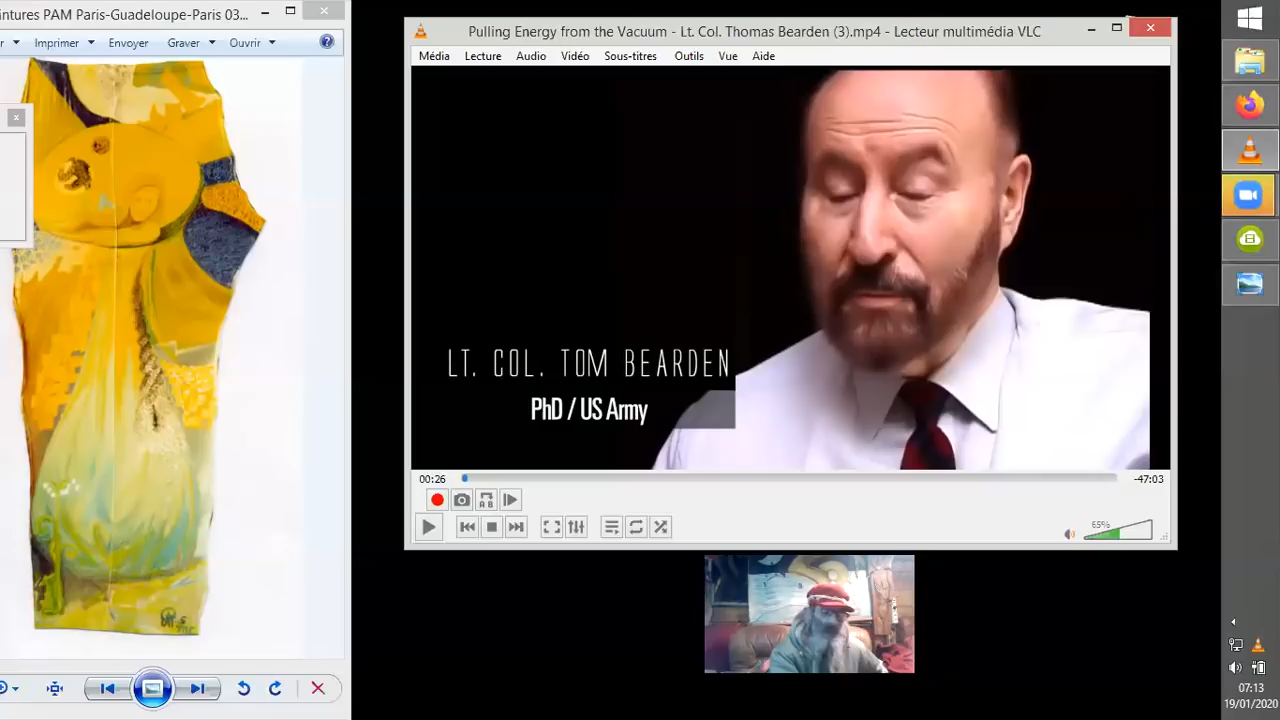 intures PAM Paris-Guadeloupe-Paris 03...
Imprimer Envoyer Graver Ouvrir
Pulling Energy from the Vacuum - Lt. Col. Thomas Bearden (3).mp4 - Lecteur multimédia VLC
Média Lecture Audio Vidéo Sous-titres Outils Vue Aide
LT. COL. TOM BEARDEN
PhD / US Army
00:26
-47:03
65%
07:13
19/01/2020